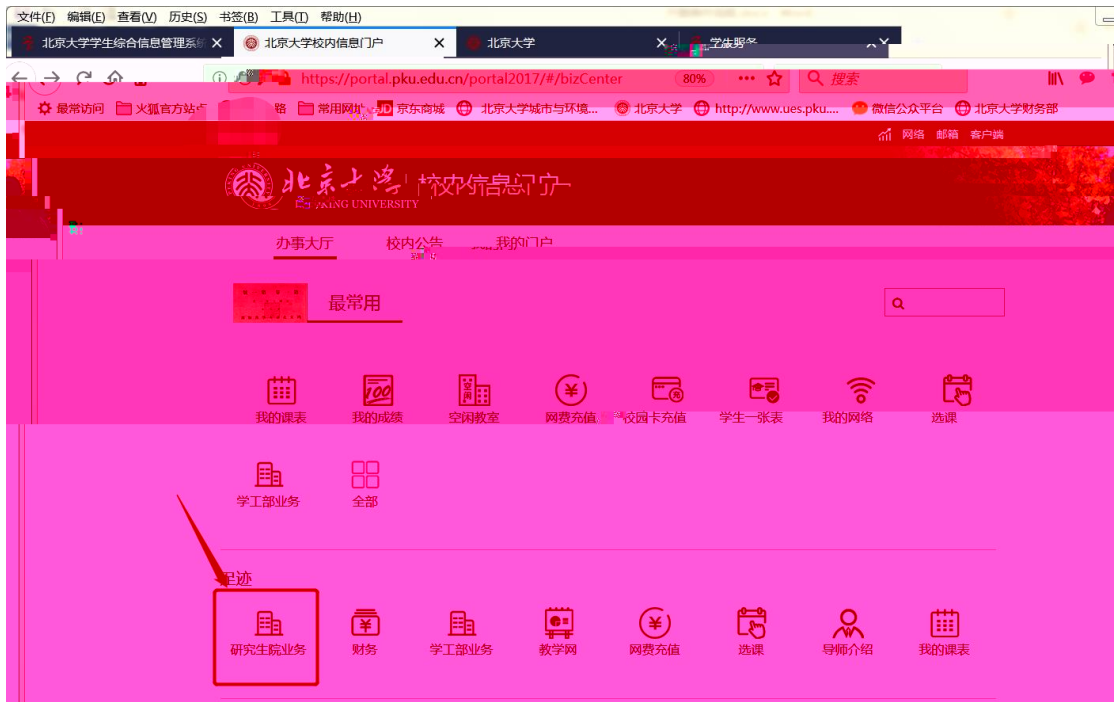 文件(F) 编辑(E) 查看(V) 历史(S) 书签(B) 工具(T) 帮助(H)
北京大学学生综合信息管理系统 北京大学校内信息门户 北京大学
https://portal.pku.edu.cn/portal2017/#/bizCenter 80% 搜索
最常访问 火狐官方站点 常用网址 JD 京东商城 北京大学城市与环境... 北京大学 http://www.ues.pku.... 微信公众平台 北京大学财务部
网络 邮箱 客户端
北京大学 校内信息门户
PEKING UNIVERSITY
办事大厅 校内公告 我的门户
最常用
我的课表 我的成绩 空闲教室 网费充值 校园卡充值 学生一张表 我的网络 选课
学工部业务 全部
足迹
研究生院业务 财务 学工部业务 教学网 网费充值 选课 导师介绍 我的课表